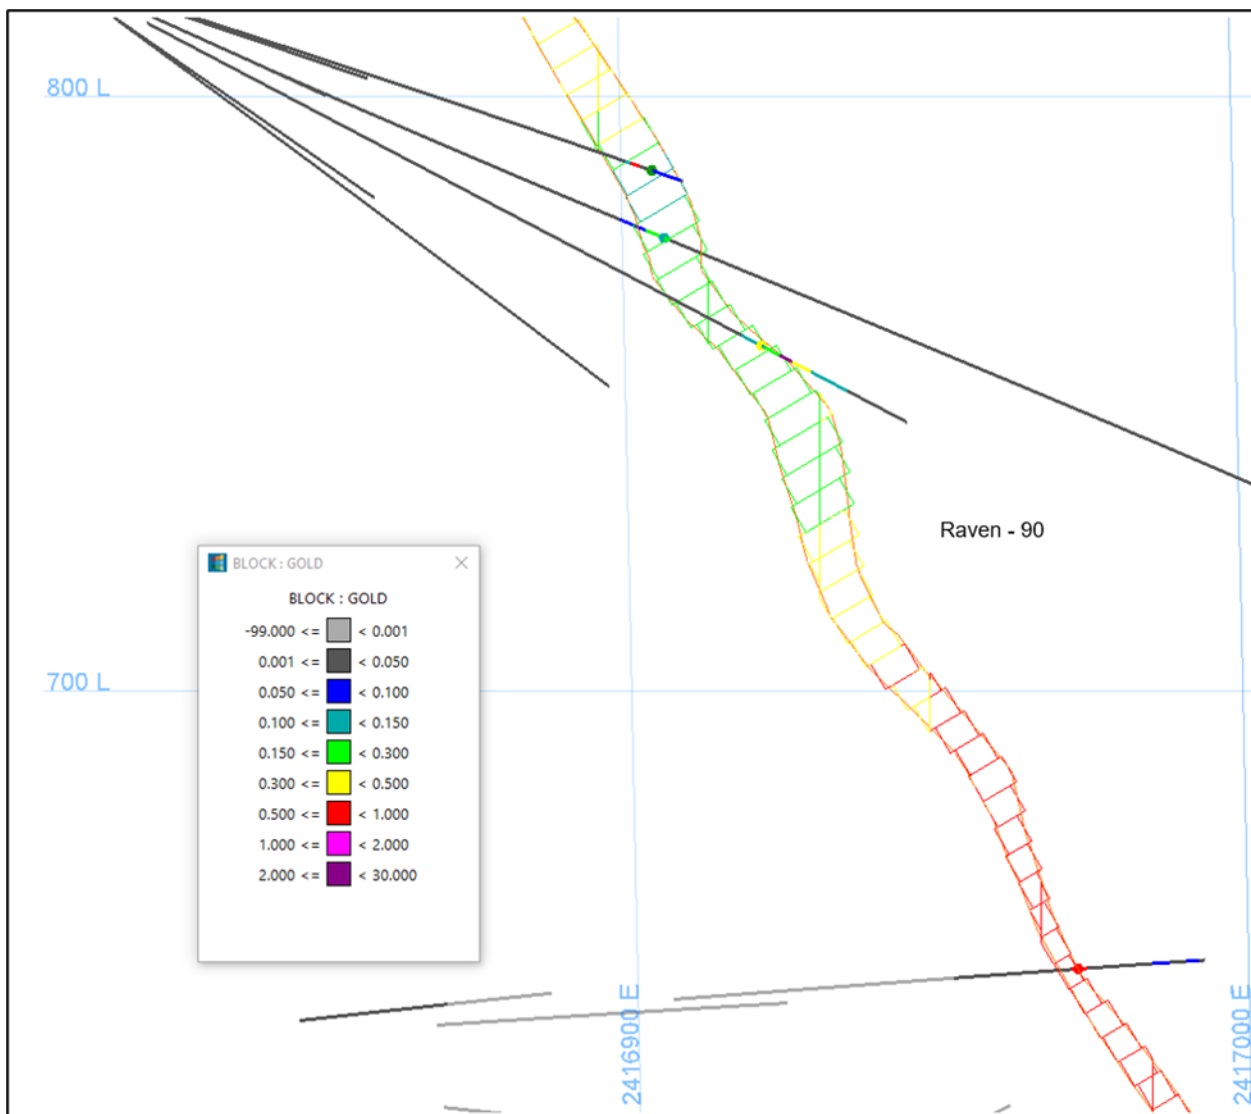 800 L
Raven - 90
BLOCK : GOLD
BLOCK : GOLD
-99.000 <= < 0.001
0.001 <= < 0.050
0.050 <= < 0.100
0.100 <= < 0.150
0.150 <= < 0.300
0.300 <= < 0.500
0.500 <= < 1.000
1.000 <= < 2.000
2.000 <= < 30.000
700 L
2416900 E
2417000 E